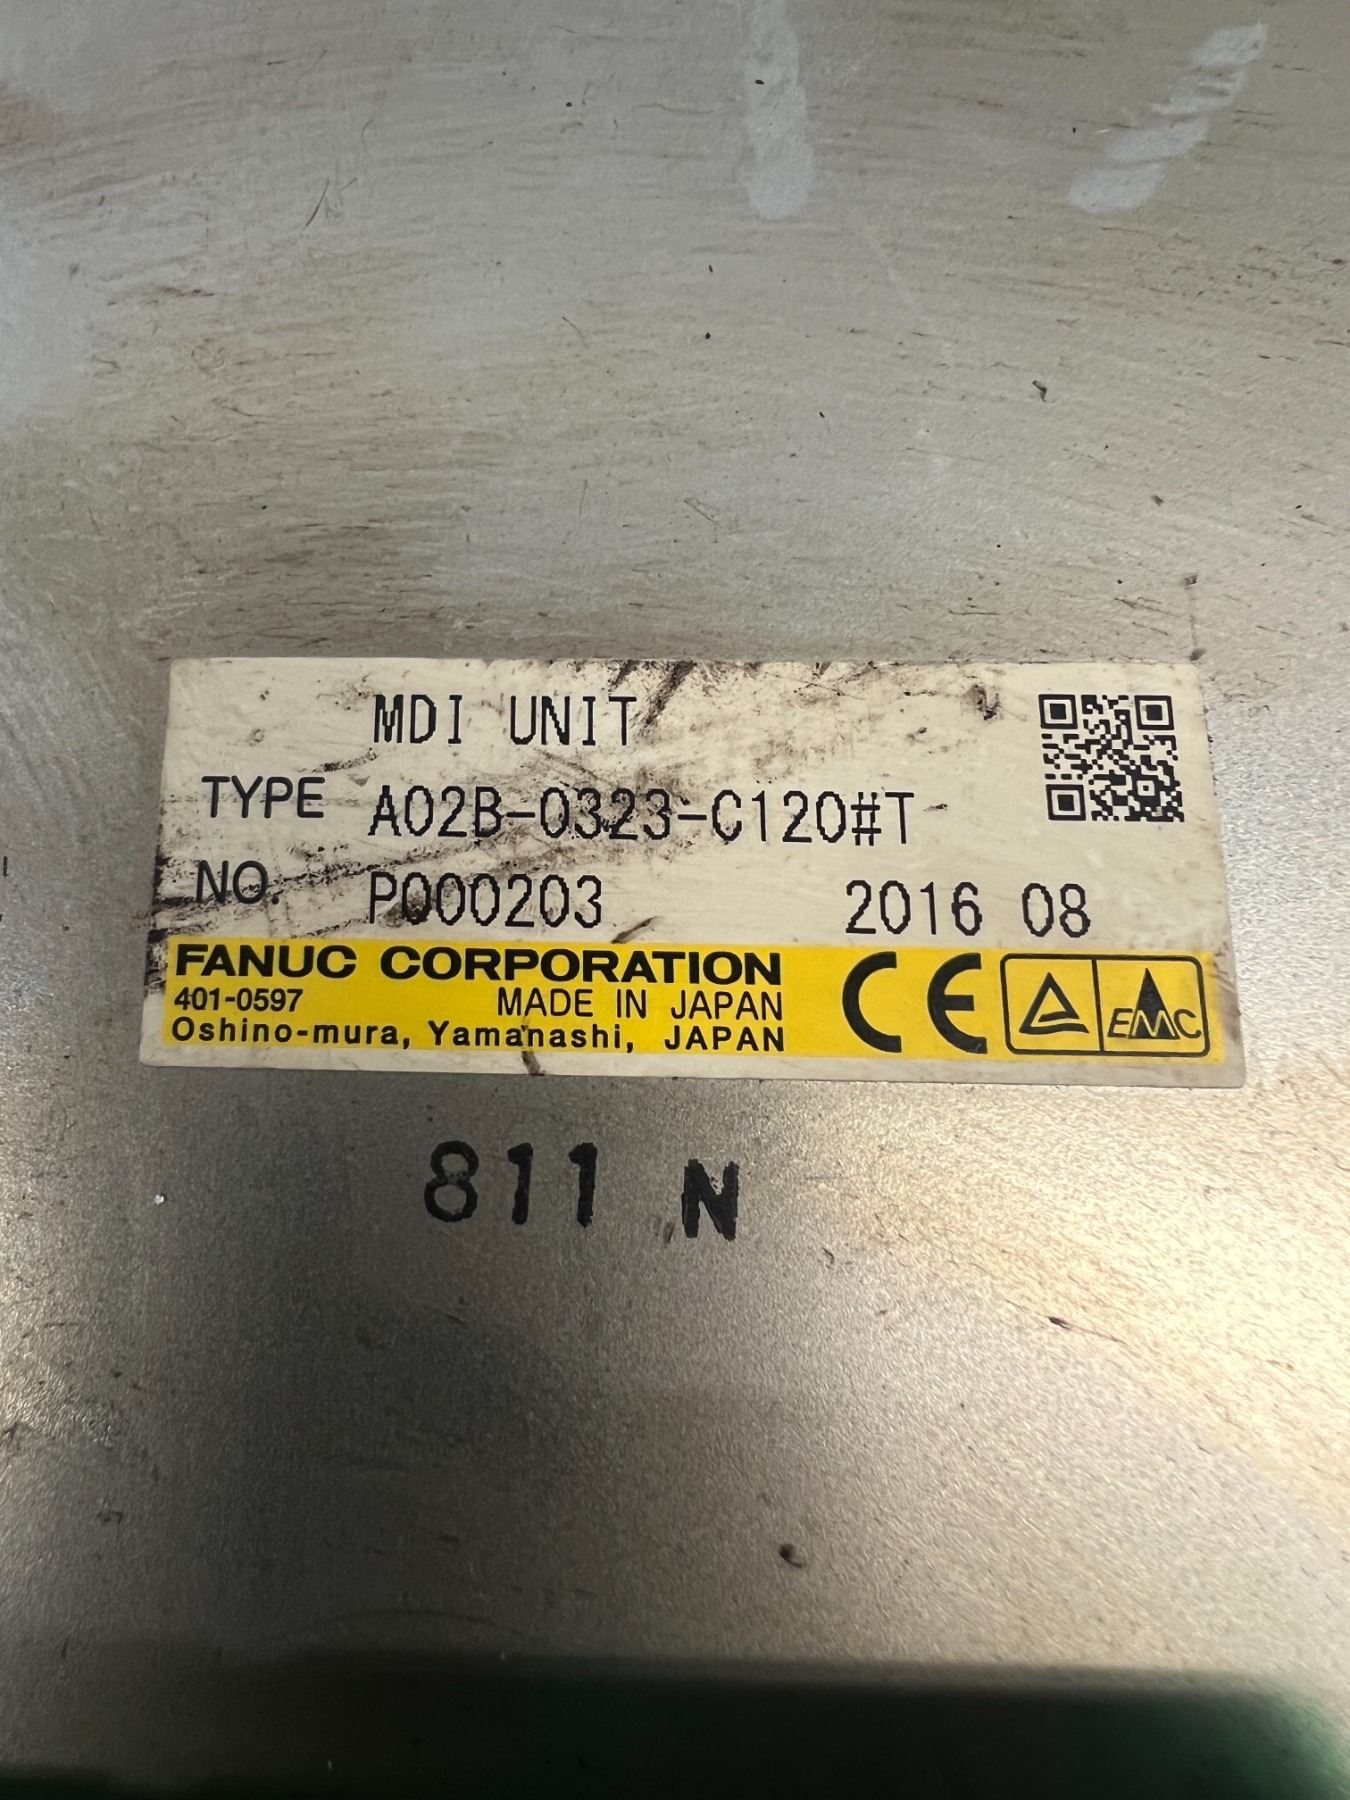 MDI UNIT
TYPE A02B-0323-C120#T
NO. P000203 2016 08
FANUC CORPORATION
401-0597 MADE IN JAPAN
Oshino-mura, Yamanashi, JAPAN
CE EMC
811 N